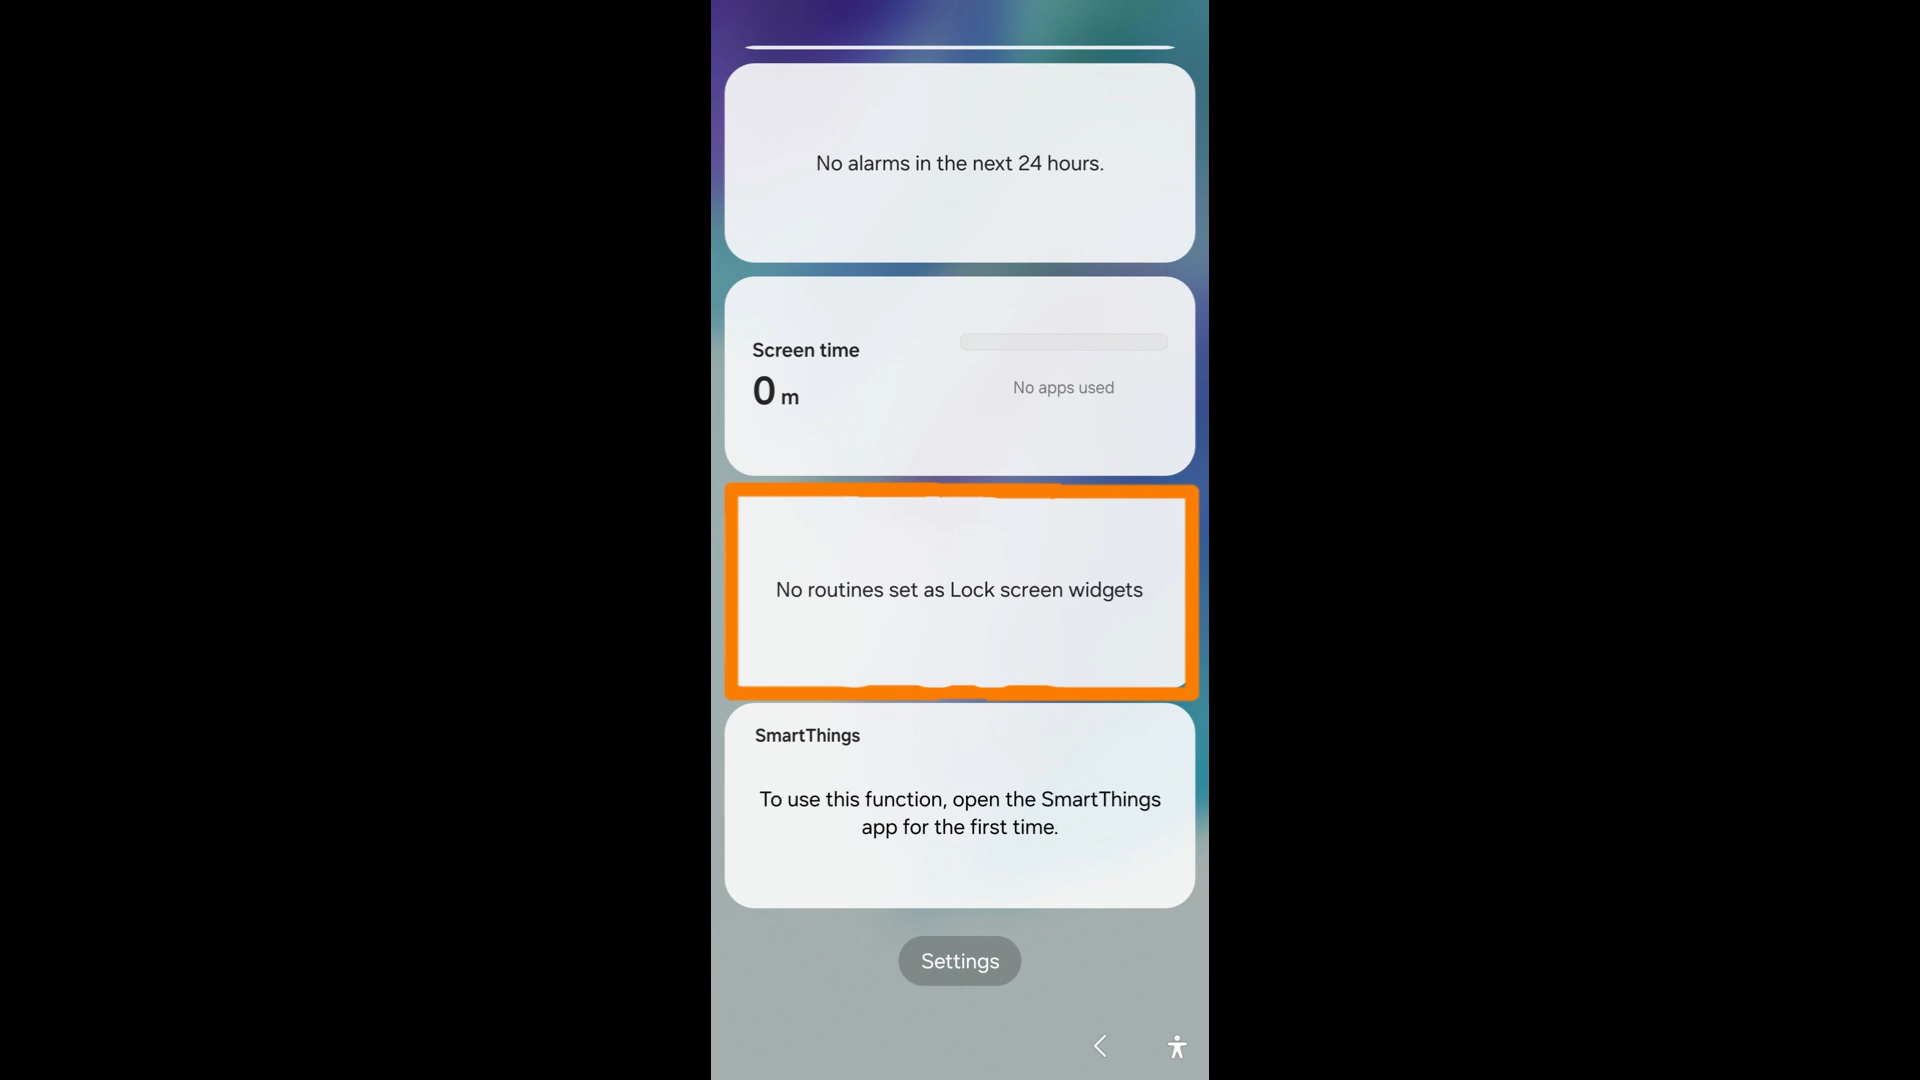 No alarms in the next 24 hours.
Screen time
0 m
No apps used
No routines set as Lock screen widgets
SmartThings
To use this function, open the SmartThings
app for the first time.
Settings